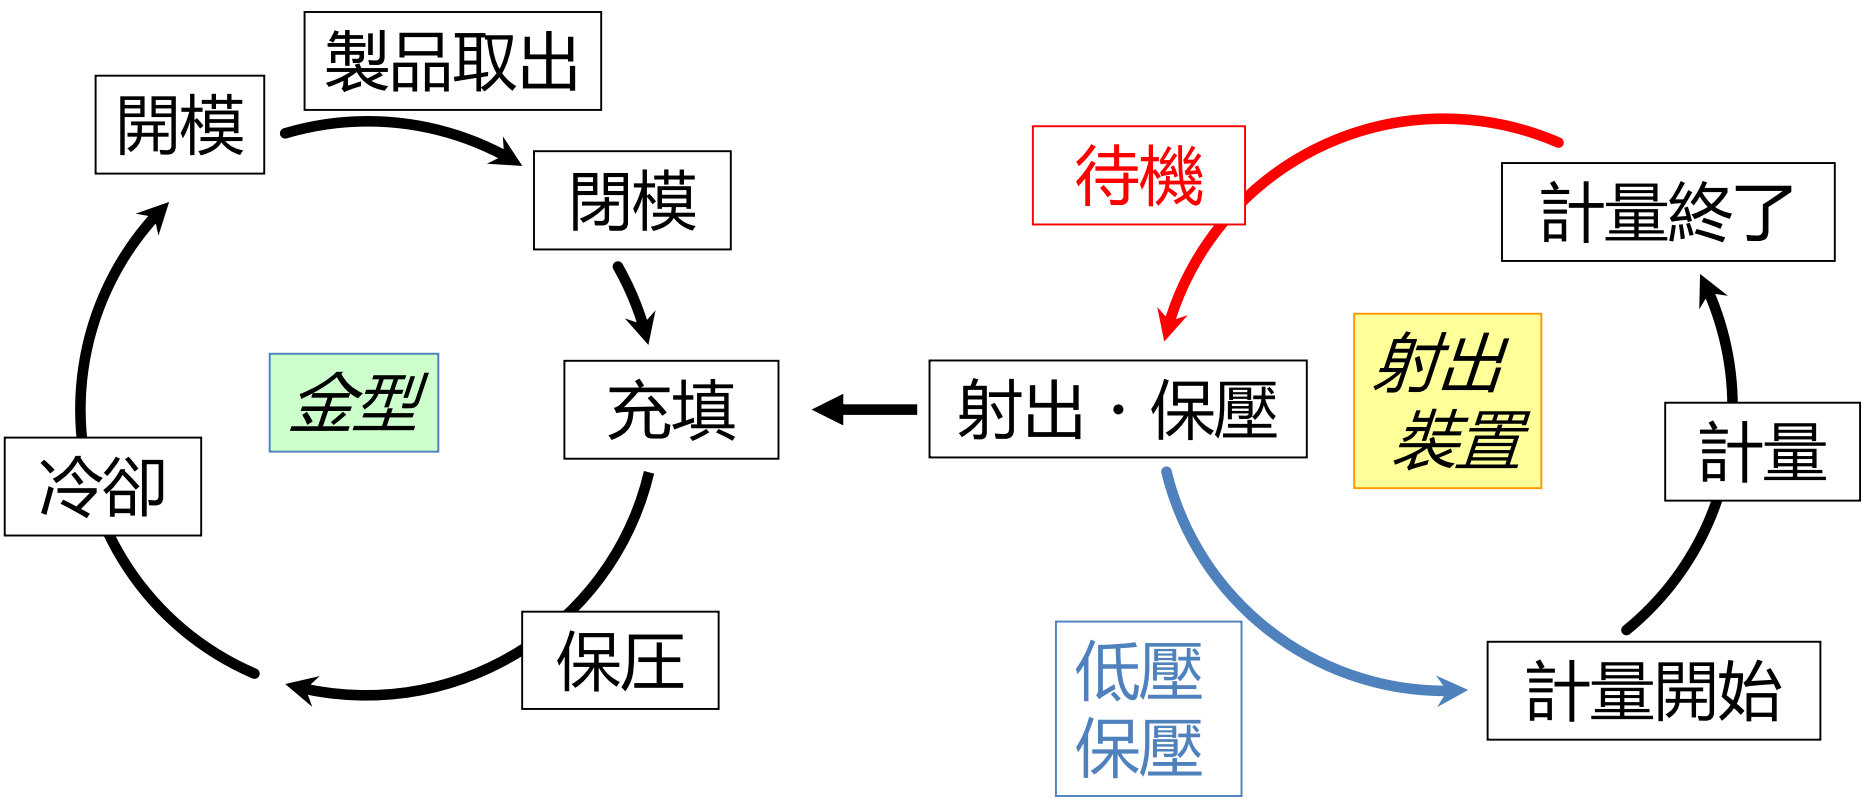 製品取出
開模
閉模
金型
充填
冷卻
保圧
待機
計量終了
射出
装置
射出・保壓
計量
低壓
保壓
計量開始